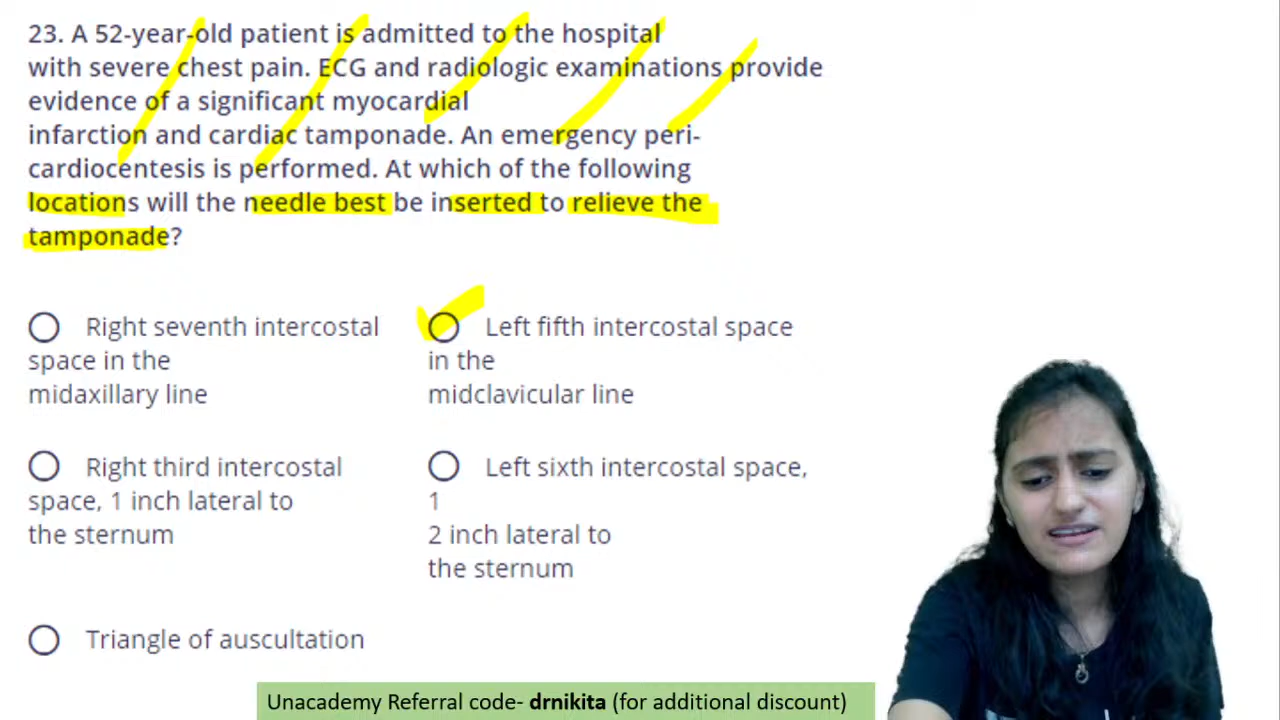 23. A 52-year-old patient is admitted to the hospital
with severe chest pain. ECG and radiologic examinations provide
evidence of a significant myocardial
infarction and cardiac tamponade. An emergency peri-
cardiocentesis is performed. At which of the following
locations will the needle best be inserted to relieve the
tamponade?
Right seventh intercostal
space in the
midaxillary line
Left fifth intercostal space
in the
midclavicular line
Right third intercostal
space, 1 inch lateral to
the sternum
Left sixth intercostal space,
1
2 inch lateral to
the sternum
Triangle of auscultation
Unacademy Referral code- drnikita (for additional discount)